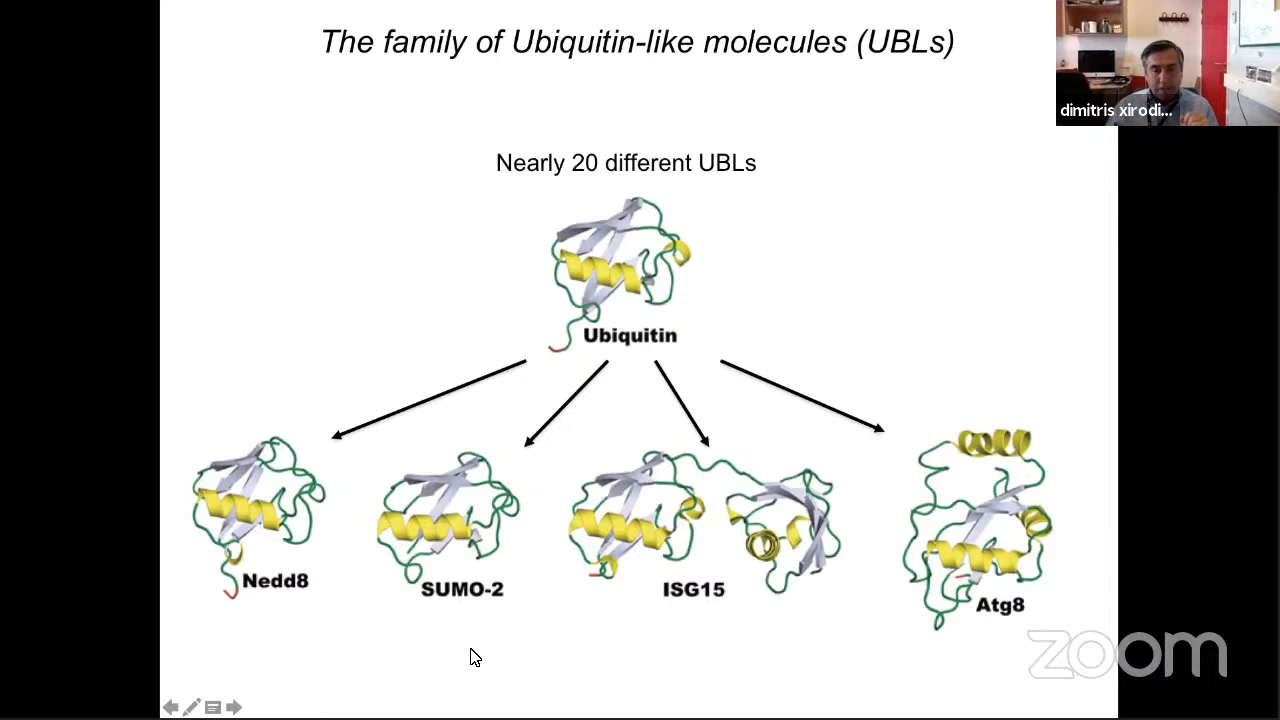 The family of Ubiquitin-like molecules (UBLs)
dimitris xirodi...
Nearly 20 different UBLs
Ubiquitin
Nedd8
SUMO-2
ISG15
Atg8
zoom